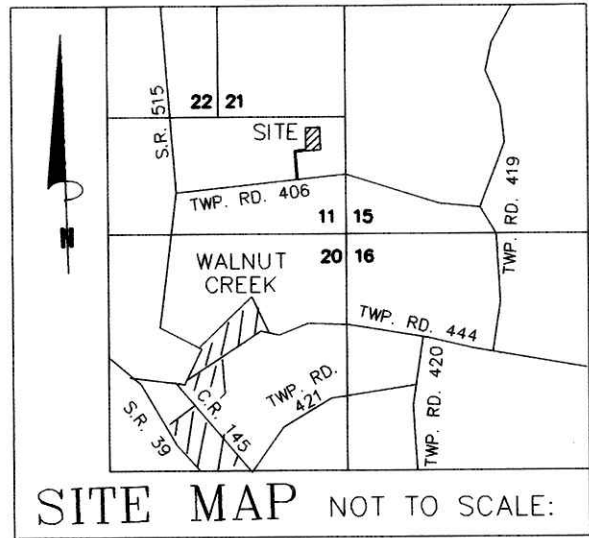 S.R. 515
22 21
SITE
TWP. RD. 406
TWP. RD. 419
11 15
20 16
WALNUT
CREEK
TWP. RD. 444
TWP. RD.
421
TWP. RD. 420
C.R. 145
S.R. 39
N
SITE MAP NOT TO SCALE: